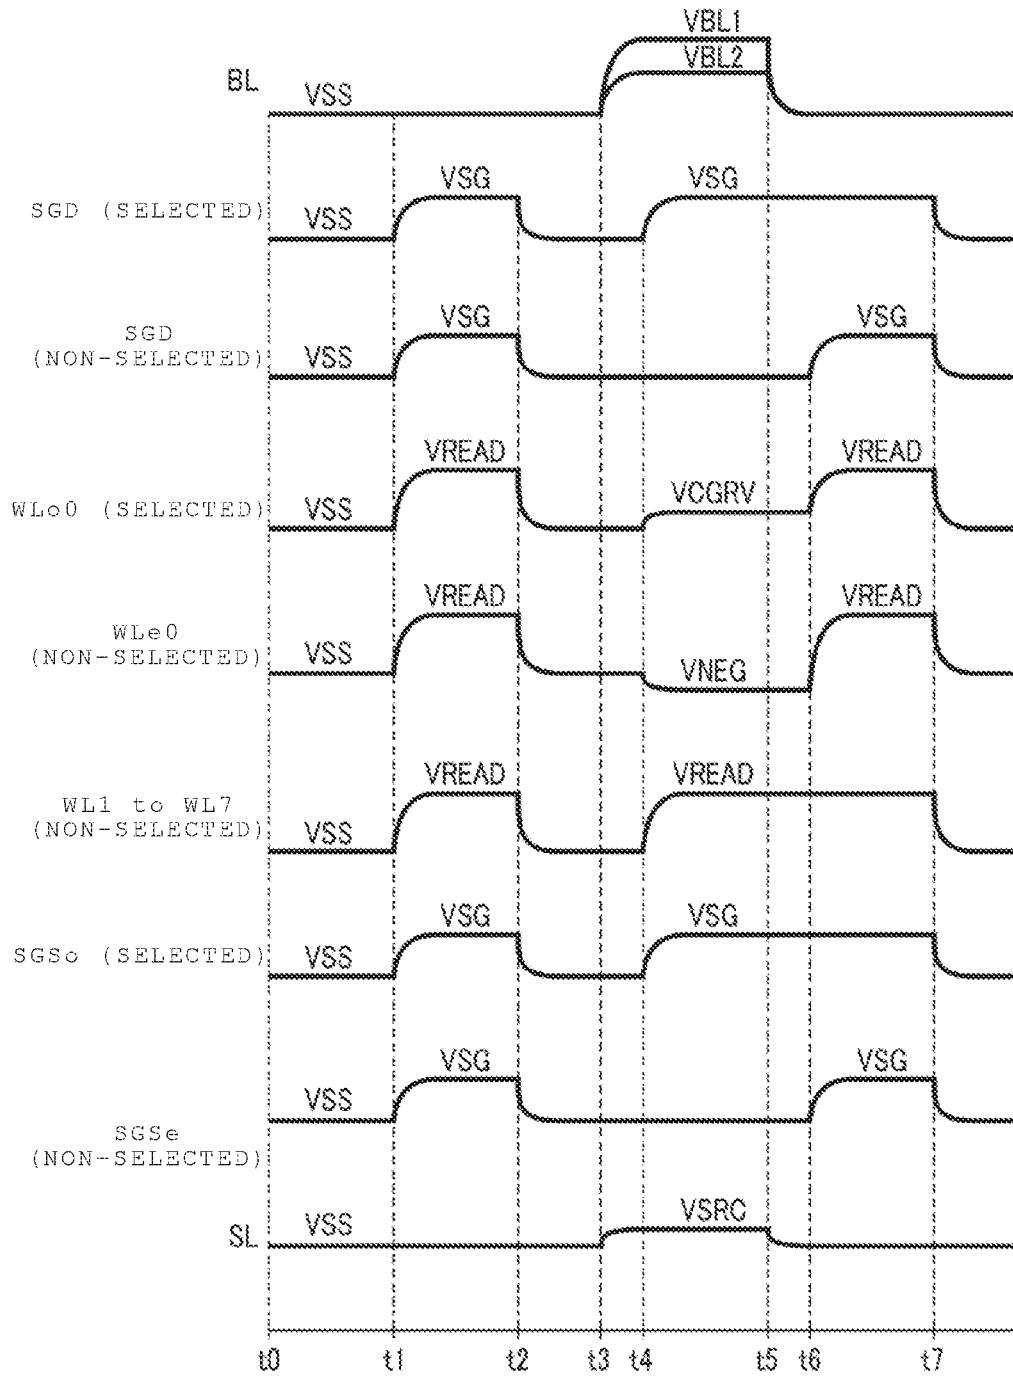 VBL1
VBL2
BL
VSS
VSG
VSG
SGD (SELECTED)
VSS
VSG
VSG
SGD
(NON-SELECTED)
VSS
VREAD
VREAD
VCGRV
WLo0 (SELECTED)
VSS
VREAD
VREAD
WLe0
(NON-SELECTED)
VSS
VNEG
VREAD
VREAD
WL1 to WL7
(NON-SELECTED)
VSS
VSG
VSG
SGSo (SELECTED)
VSS
VSG
VSG
VSS
SGSe
(NON-SELECTED)
SL
VSS
VSRC
t0 t1 t2 t3 t4 t5 t6 t7